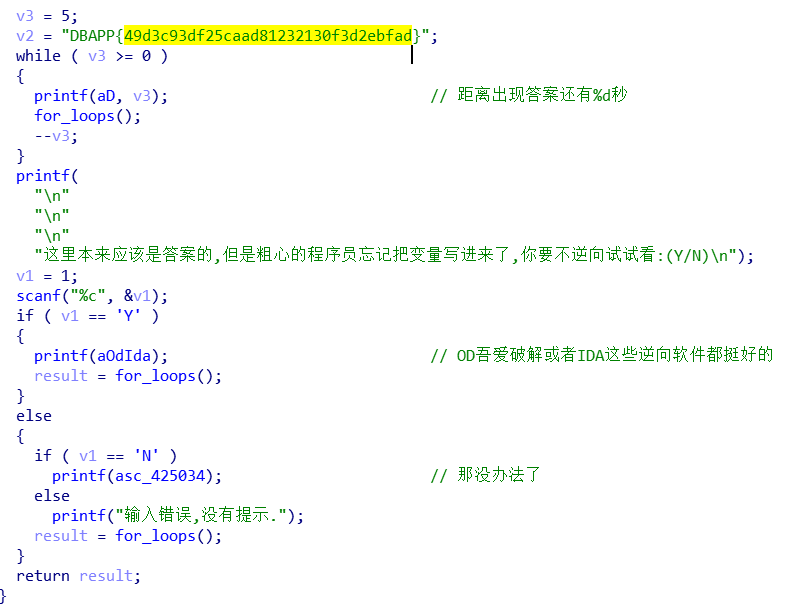 v3 = 5;
v2 = "DBAPP{49d3c93df25caad81232130f3d2ebfad}";
while ( v3 >= 0 )
{
printf(aD, v3); // 距离出现答案还有%d秒
for_loops();
--v3;
}
printf(
"\n"
"\n"
"\n"
"这里本来应该是答案的,但是粗心的程序员忘记把变量写进来了,你要不逆向试试看:(Y/N)\n");
v1 = 1;
scanf("%c", &v1);
if ( v1 == 'Y' )
{
printf(aOdIda); // OD吾爱破解或者IDA这些逆向软件都挺好的
result = for_loops();
}
else
{
if ( v1 == 'N' )
printf(asc_425034); // 那没办法了
else
printf("输入错误,没有提示.");
result = for_loops();
}
return result;
}